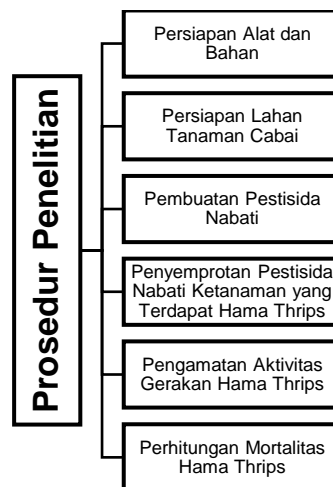 Prosedur Penelitian
Persiapan Alat dan
Bahan
Persiapan Lahan
Tanaman Cabai
Pembuatan Pestisida
Nabati
Penyemprotan Pestisida
Nabati Ketanaman yang
Terdapat Hama Thrips
Pengamatan Aktivitas
Gerakan Hama Thrips
Perhitungan Mortalitas
Hama Thrips